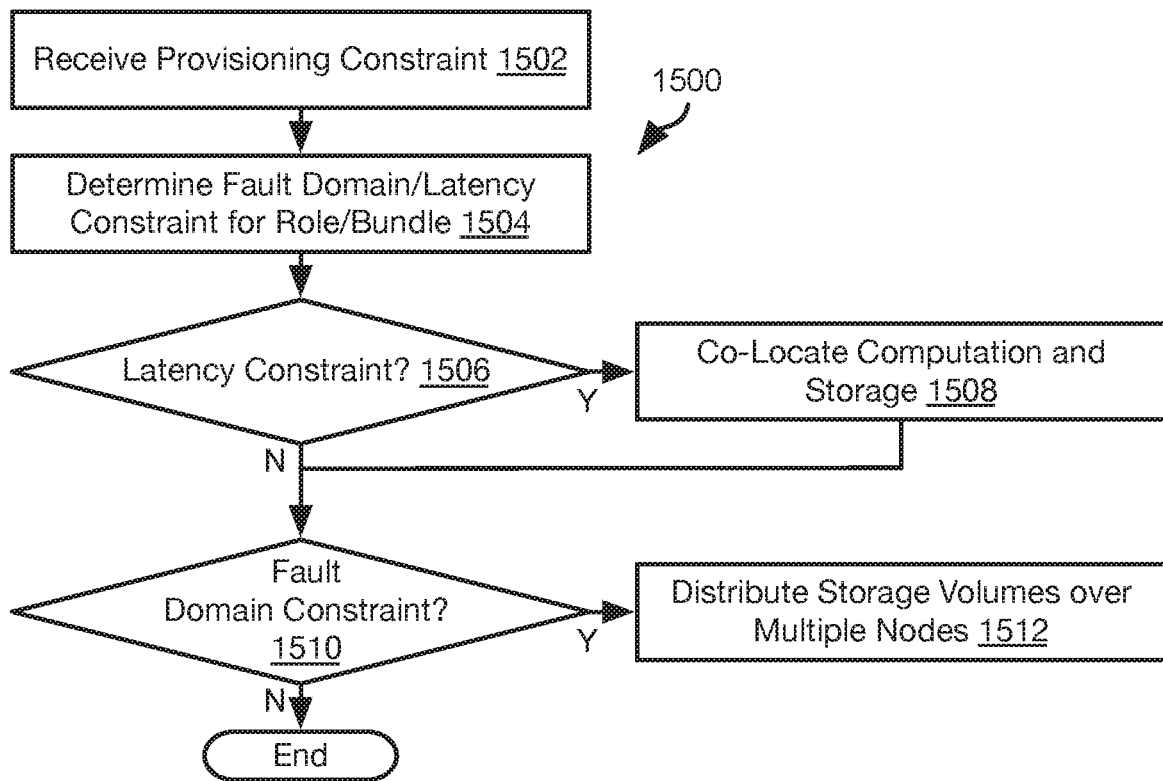 Receive Provisioning Constraint 1502
1500
Determine Fault Domain/Latency
Constraint for Role/Bundle 1504
Latency Constraint? 1506
Y
N
Co-Locate Computation and
Storage 1508
Fault
Domain Constraint?
1510
Y
N
Distribute Storage Volumes over
Multiple Nodes 1512
End